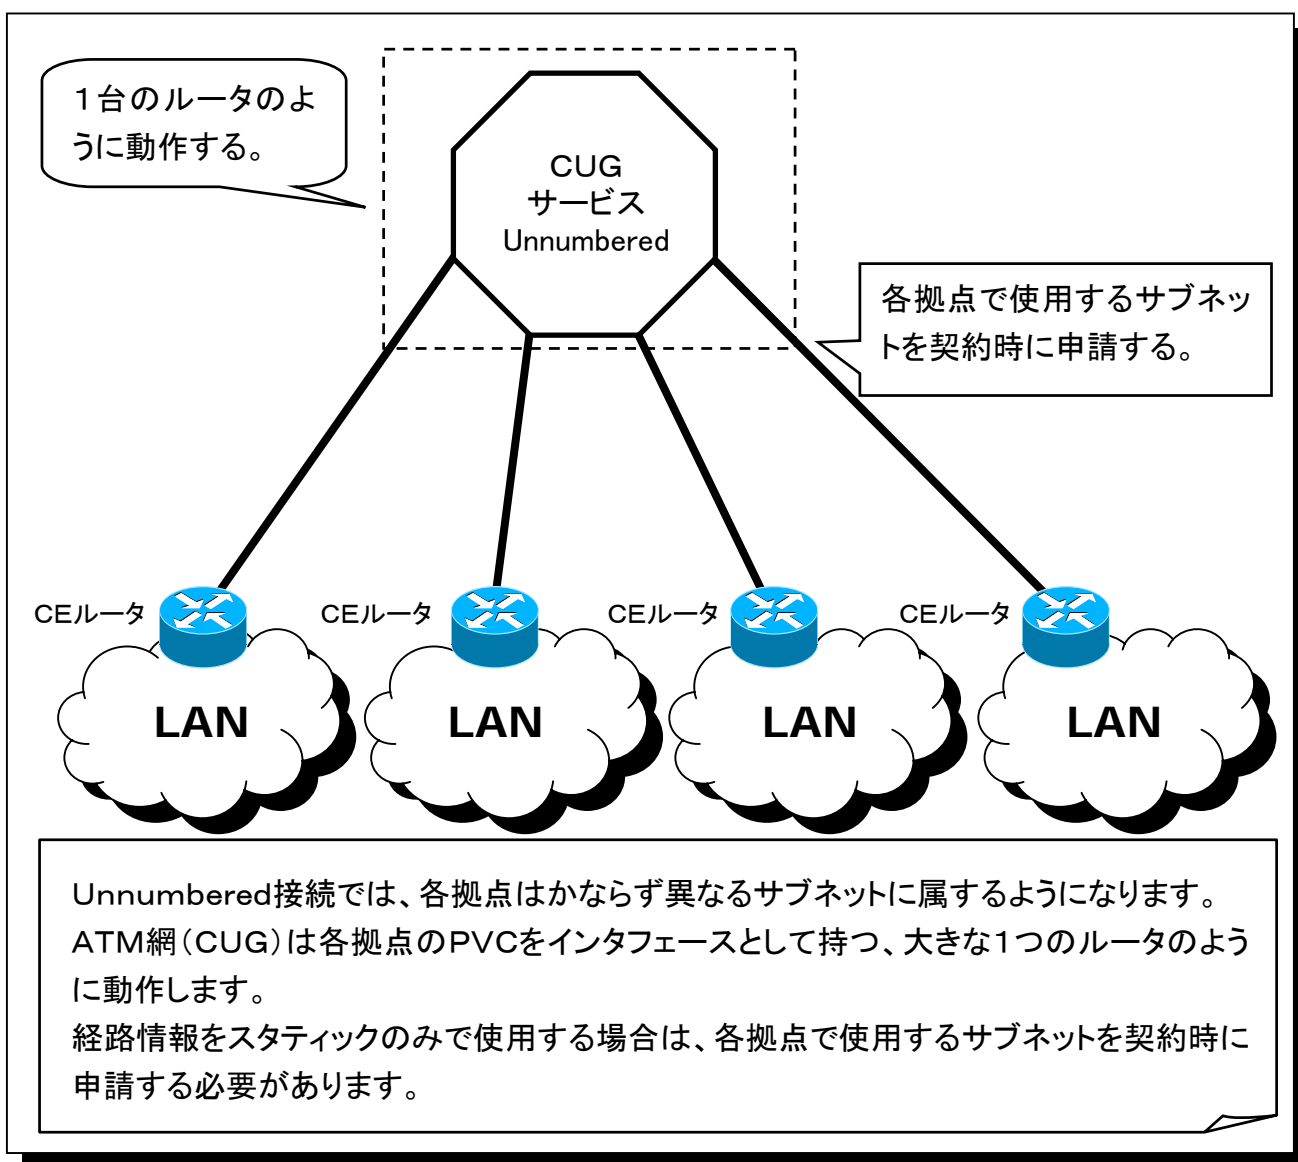 １台のルータのよ
うに動作する。
CUG
サービス
Unnumbered
各拠点で使用するサブネッ
トを契約時に申請する。
CEルータ
CEルータ
CEルータ
CEルータ
LAN
LAN
LAN
LAN
Unnumbered接続では、各拠点はかならず異なるサブネットに属するようになります。
ATM網（CUG）は各拠点のPVCをインタフェースとして持つ、大きな１つのルータのよう
に動作します。
経路情報をスタティックのみで使用する場合は、各拠点で使用するサブネットを契約時に
申請する必要があります。